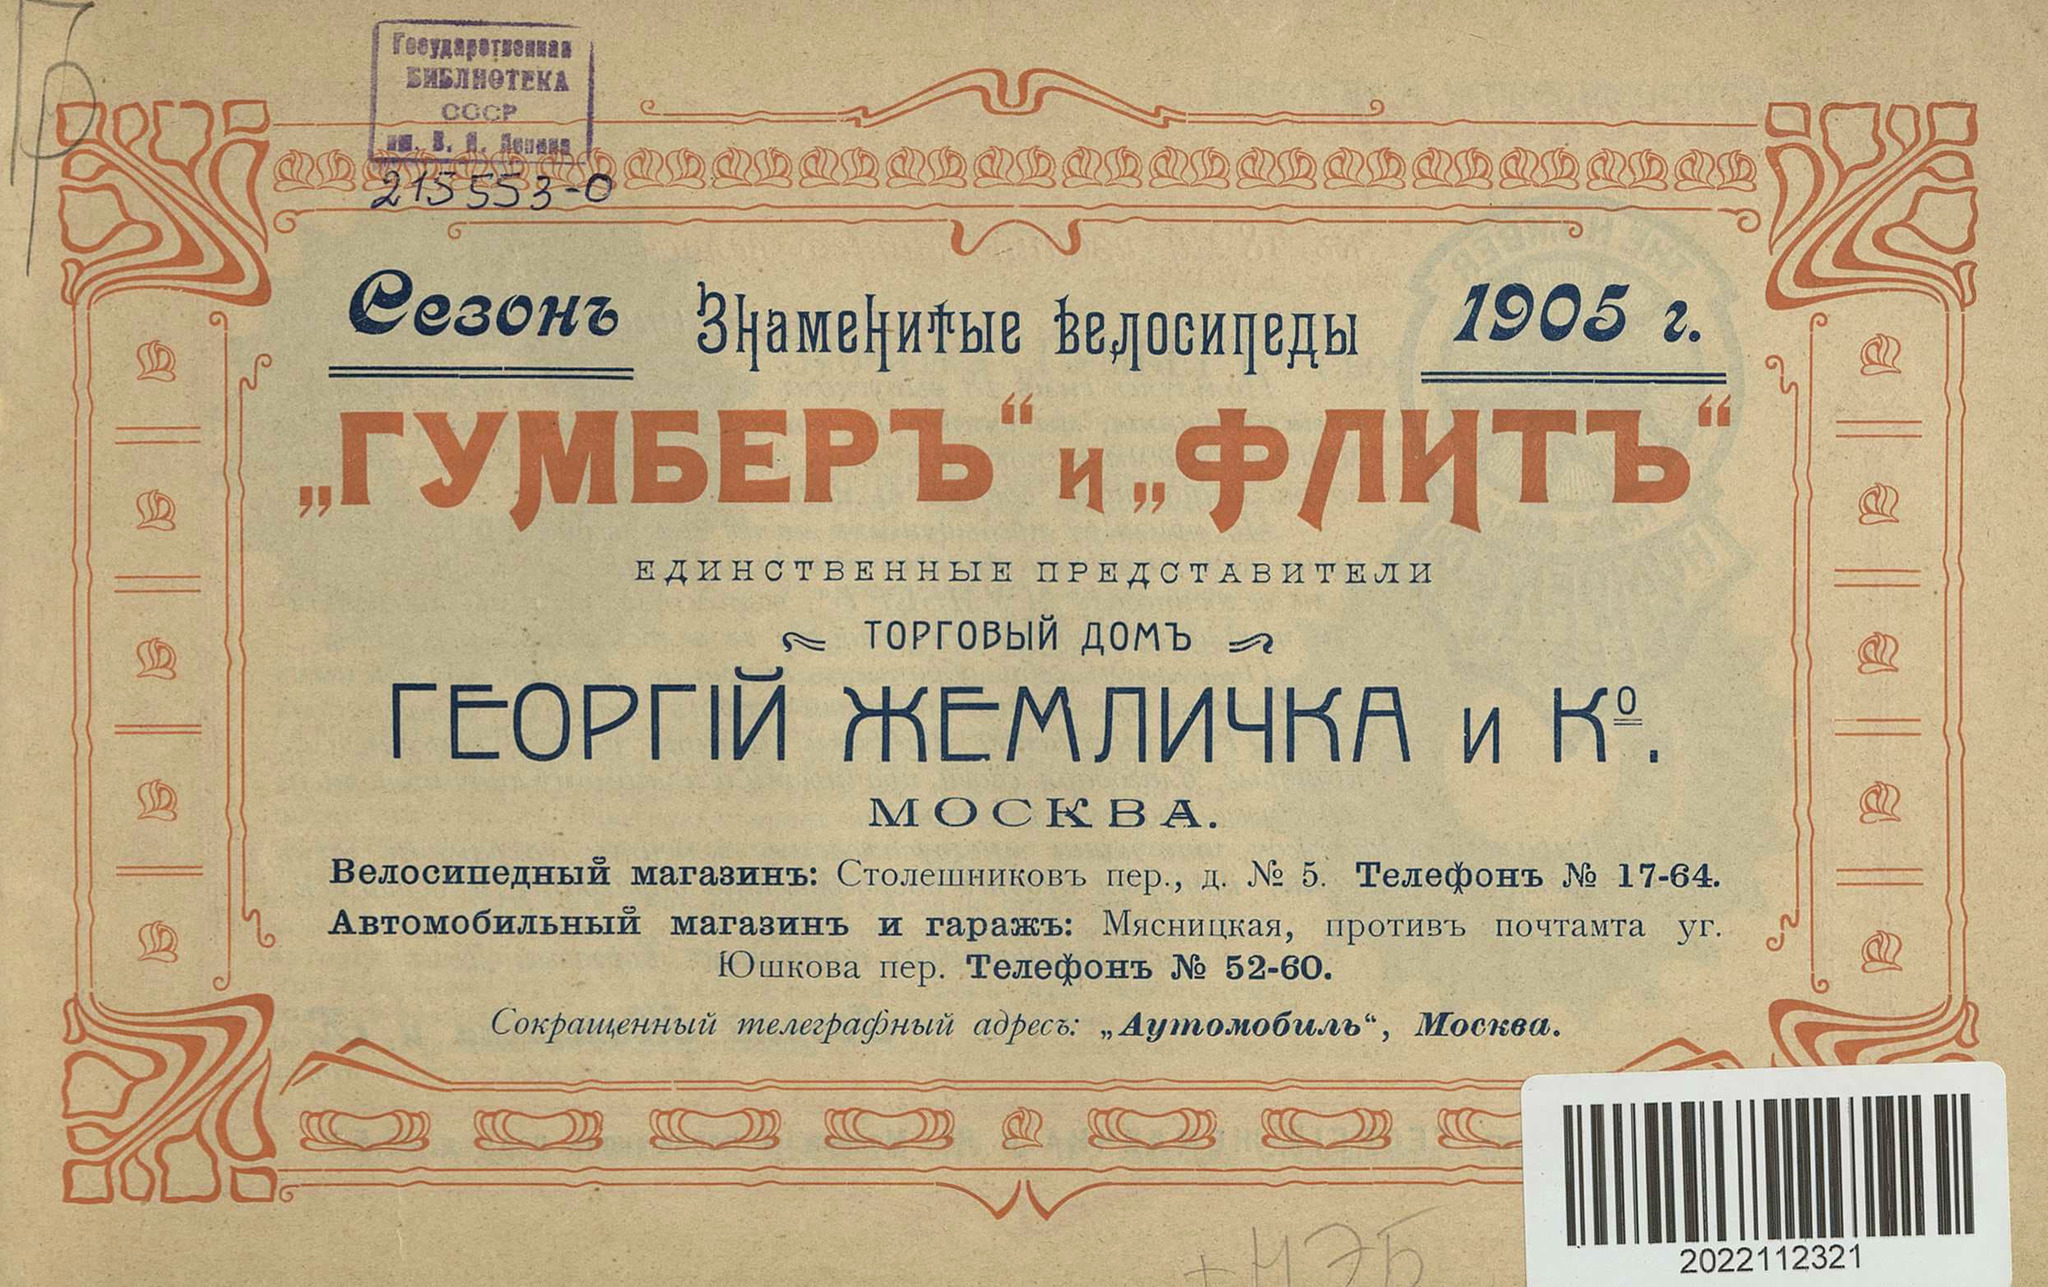 Государственная
БИБЛИОТЕКА
СССР
им. В. И. Ленина
215553-0
Сезонъ Знаменитые велосипеды 1905 г.
„ГУМБЕРЪ“ и „ФЛИТЪ“
ЕДИНСТВЕННЫЕ ПРЕДСТАВИТЕЛИ
ТОРГОВЫЙ ДОМЪ
ГЕОРГІЙ ЖЕМЛИЧКА и Ко.
МОСКВА.
Велосипедный магазинъ: Столешниковъ пер., д. № 5. Телефонъ № 17-64.
Автомобильный магазинъ и гаражъ: Мясницкая, противъ почтамта уг.
Юшкова пер. Телефонъ № 52-60.
Сокращенный телеграфный адресъ: „Аутомобиль“, Москва.
2022112321